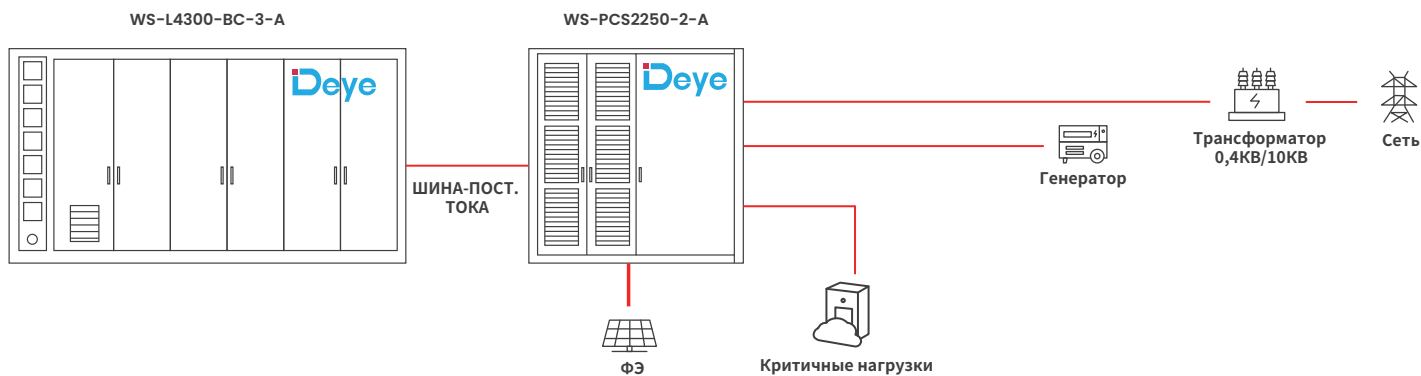 WS-L4300-BC-3-A
WS-PCS2250-2-A
Deye
Deye
ШИНА-ПОСТ.
ТОКА
Трансформатор
0,4КВ/10КВ
Сеть
Генератор
ФЭ
Критичные нагрузки